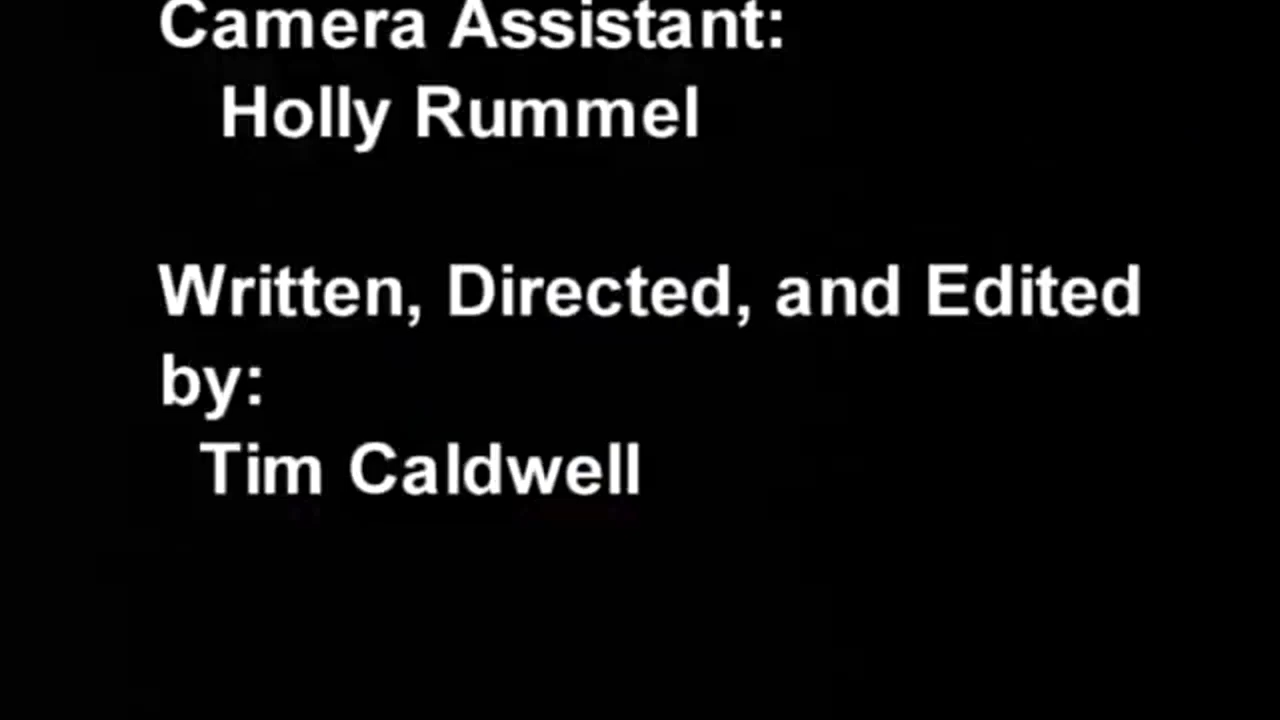 Camera Assistant:
Holly Rummel
Written, Directed, and Edited
by:
Tim Caldwell